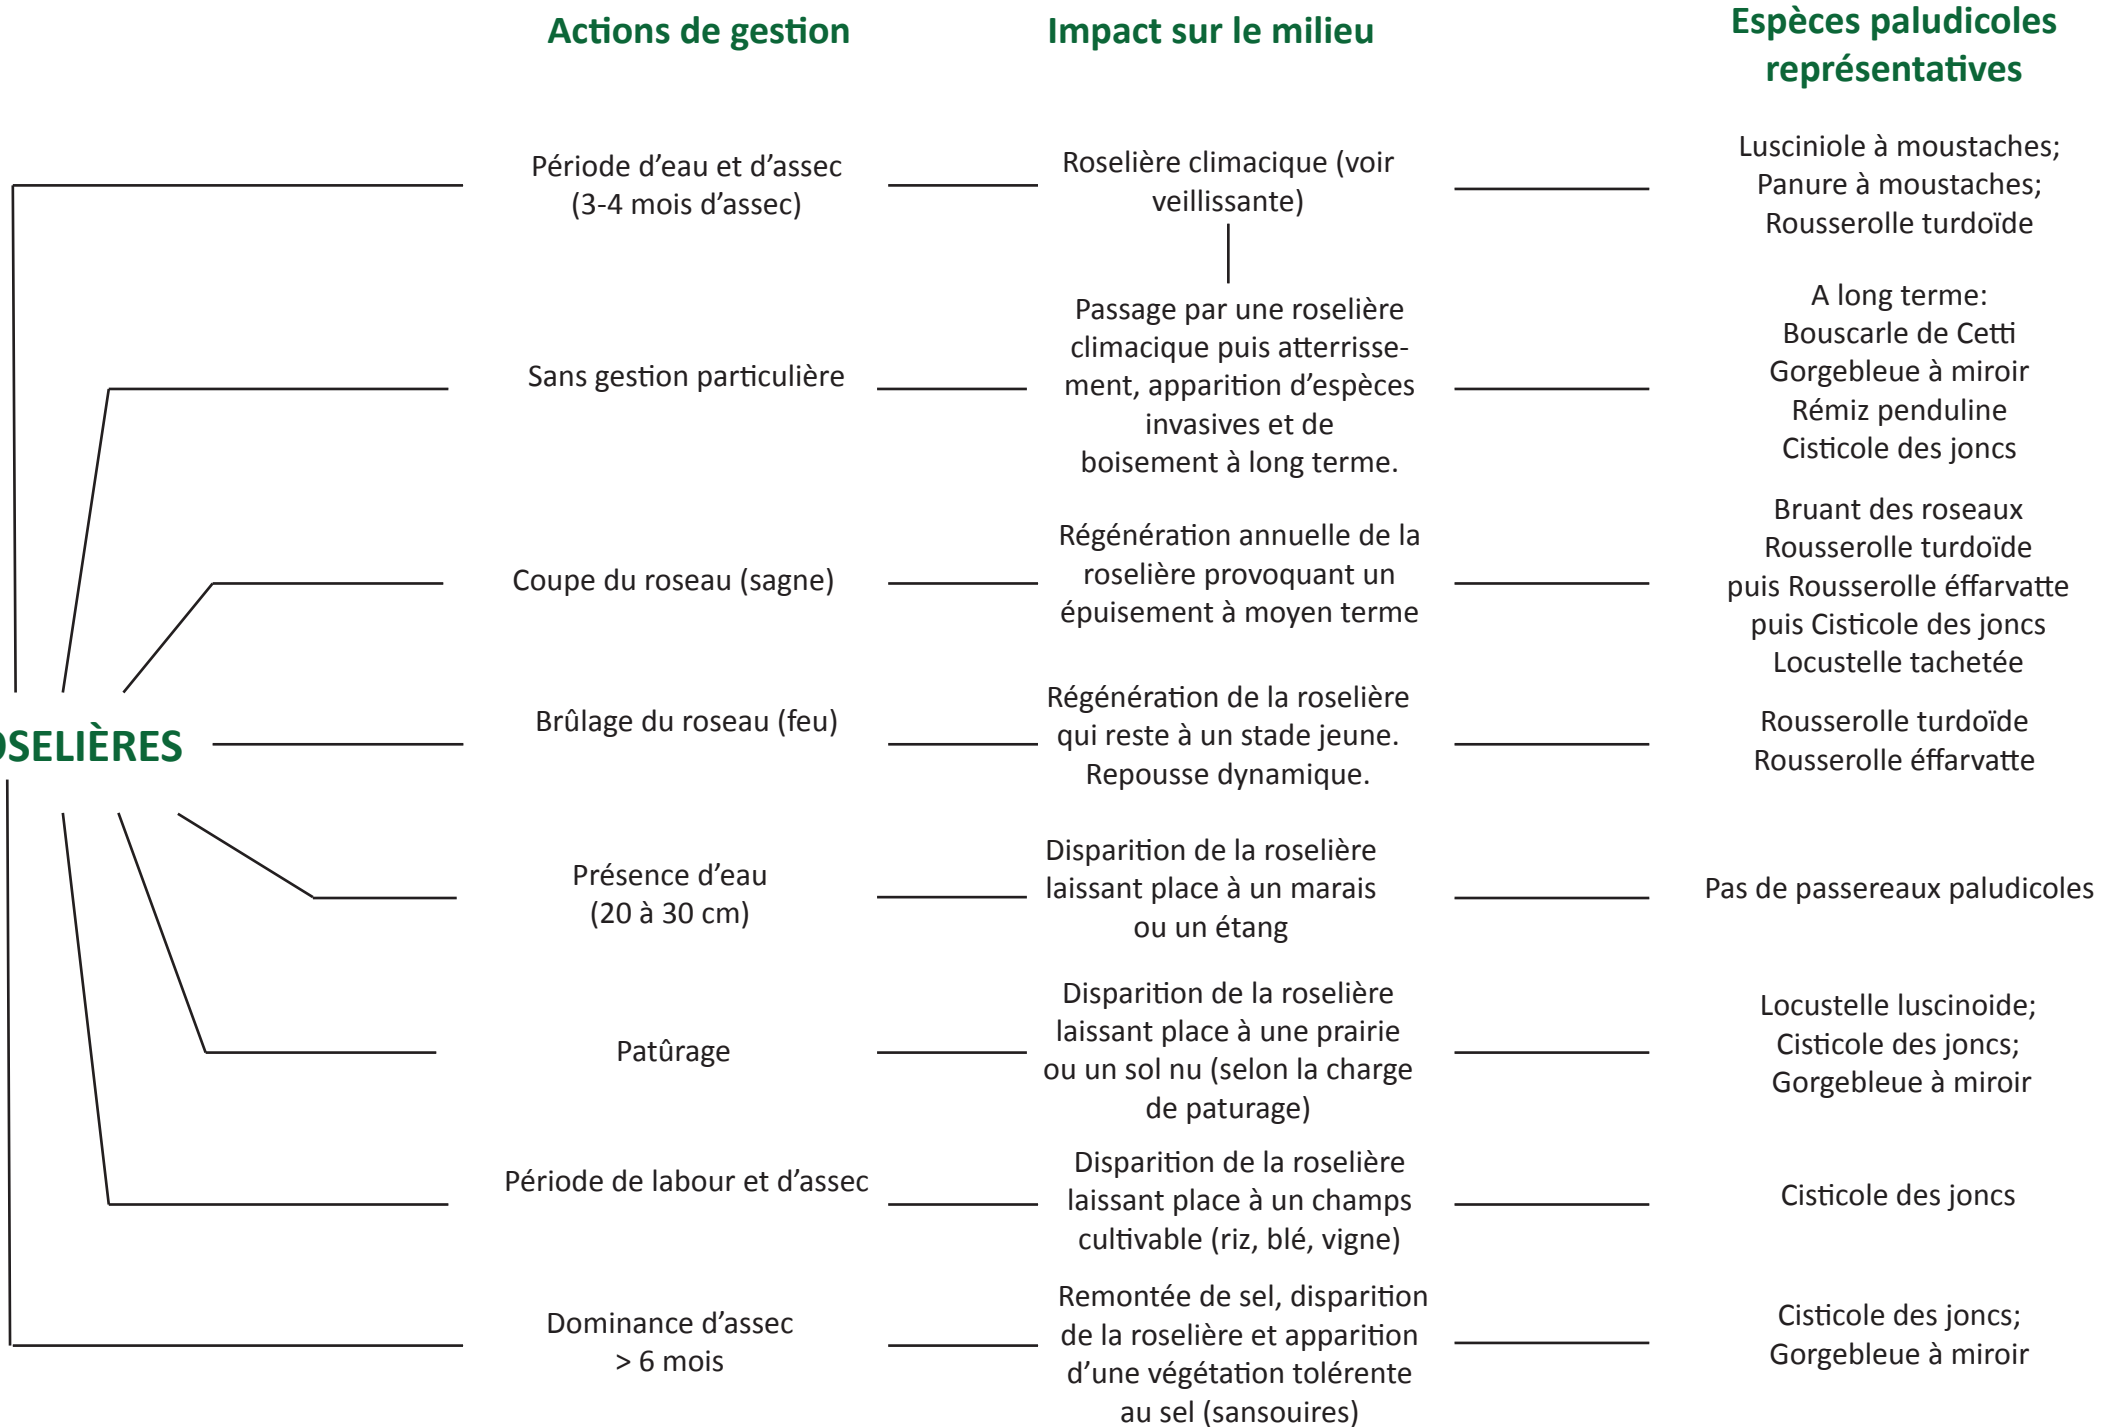 Actions de gestion
Impact sur le milieu
Espèces paludicoles
représentatives
Période d’eau et d’assec
(3-4 mois d’assec)
Roselière climacique (voir
veillissante)
Lusciniole à moustaches;
Panure à moustaches;
Rousserolle turdoïde
Sans gestion particulière
Passage par une roselière
climacique puis atterrisse-
ment, apparition d’espèces
invasives et de
boisement à long terme.
A long terme:
Bouscarle de Cetti
Gorgebleue à miroir
Rémiz penduline
Cisticole des joncs
Coupe du roseau (sagne)
Régénération annuelle de la
roselière provoquant un
épuisement à moyen terme
Bruant des roseaux
Rousserolle turdoïde
puis Rousserolle éffarvatte
puis Cisticole des joncs
Locustelle tachetée
OSELIÈRES
Brûlage du roseau (feu)
Régénération de la roselière
qui reste à un stade jeune.
Repousse dynamique.
Rousserolle turdoïde
Rousserolle éffarvatte
Présence d’eau
(20 à 30 cm)
Disparition de la roselière
laissant place à un marais
ou un étang
Pas de passereaux paludicoles
Patûrage
Disparition de la roselière
laissant place à une prairie
ou un sol nu (selon la charge
de paturage)
Locustelle luscinoide;
Cisticole des joncs;
Gorgebleue à miroir
Période de labour et d’assec
Disparition de la roselière
laissant place à un champs
cultivable (riz, blé, vigne)
Cisticole des joncs
Dominance d’assec
> 6 mois
Remontée de sel, disparition
de la roselière et apparition
d’une végétation tolérente
au sel (sansouires)
Cisticole des joncs;
Gorgebleue à miroir